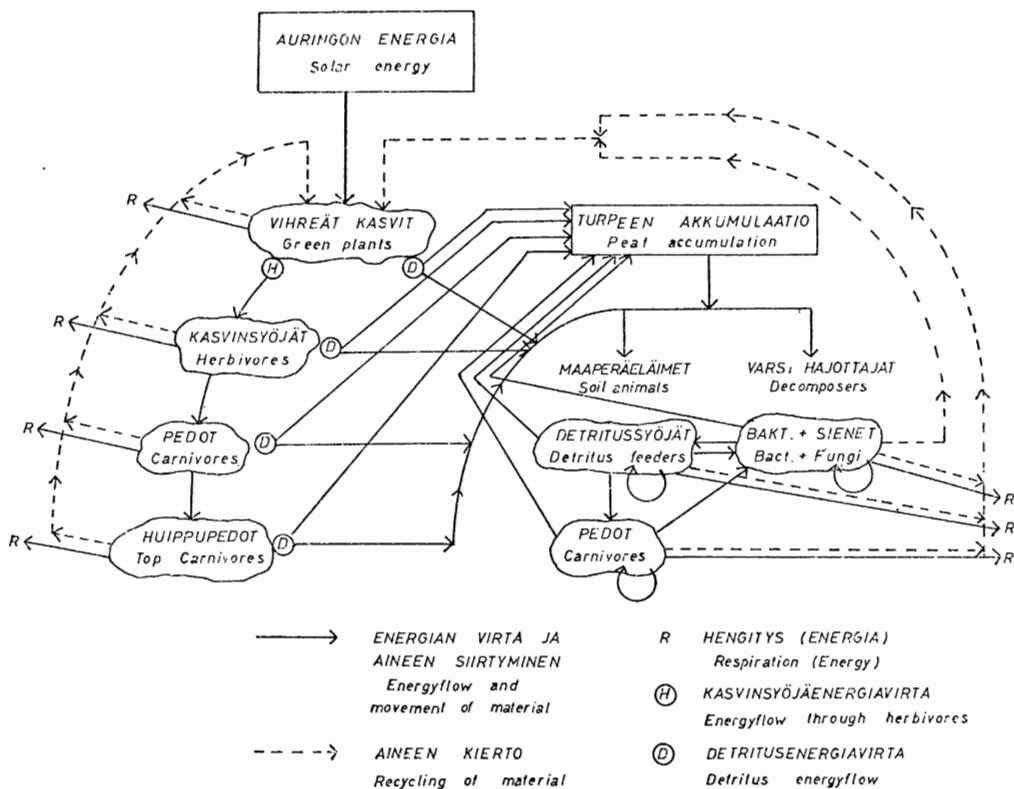 AURINGON ENERGIA
Solar energy
R
VIHREÄT KASVIT
Green plants
H
D
TURPEEN AKKUMULAATIO
Peat accumulation
R
KASVINSYÖJÄT
Herbivores
D
MAAPERÄELÄIMET
Soil animals
VARS. HAJOTTAJAT
Decomposers
R
PEDOT
Carnivores
D
DETRITUSSYÖJÄT
Detritus feeders
BAKT. + SIENET
Bact. + Fungi
R
R
R
HUIPPUPEDOT
Top Carnivores
D
PEDOT
Carnivores
R
ENERGIAN VIRTA JA
AINEEN SIIRTYMINEN
Energyflow and
movement of material
R HENGITYS (ENERGIA)
Respiration (Energy)
H KASVINSYÖJÄENERGIAVIRTA
Energyflow through herbivores
AINEEN KIERTO
Recycling of material
D DETRITUSENERGIAVIRTA
Detritus energyflow